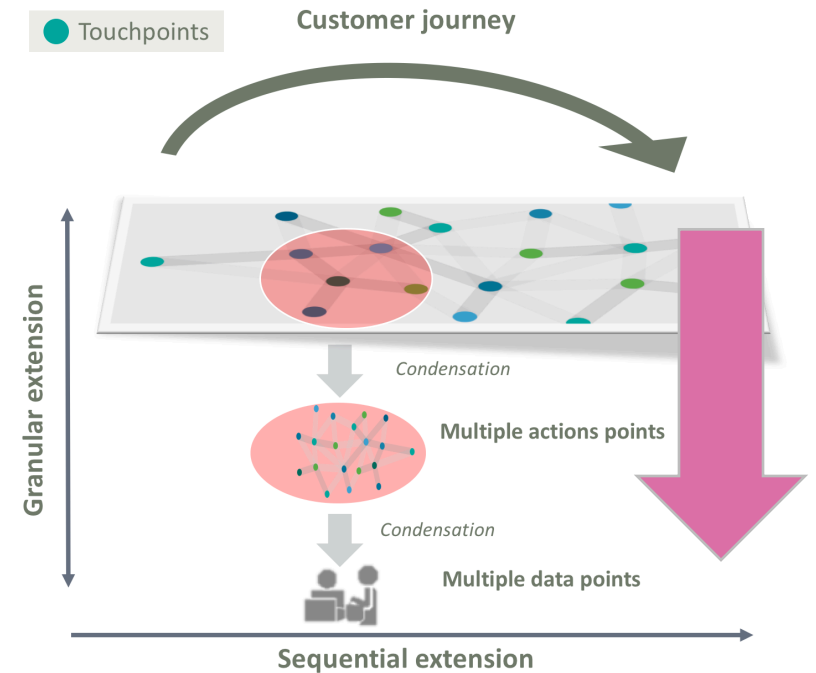 Customer journey
Touchpoints
Granular extension
Condensation
Multiple actions points
Condensation
Multiple data points
Sequential extension